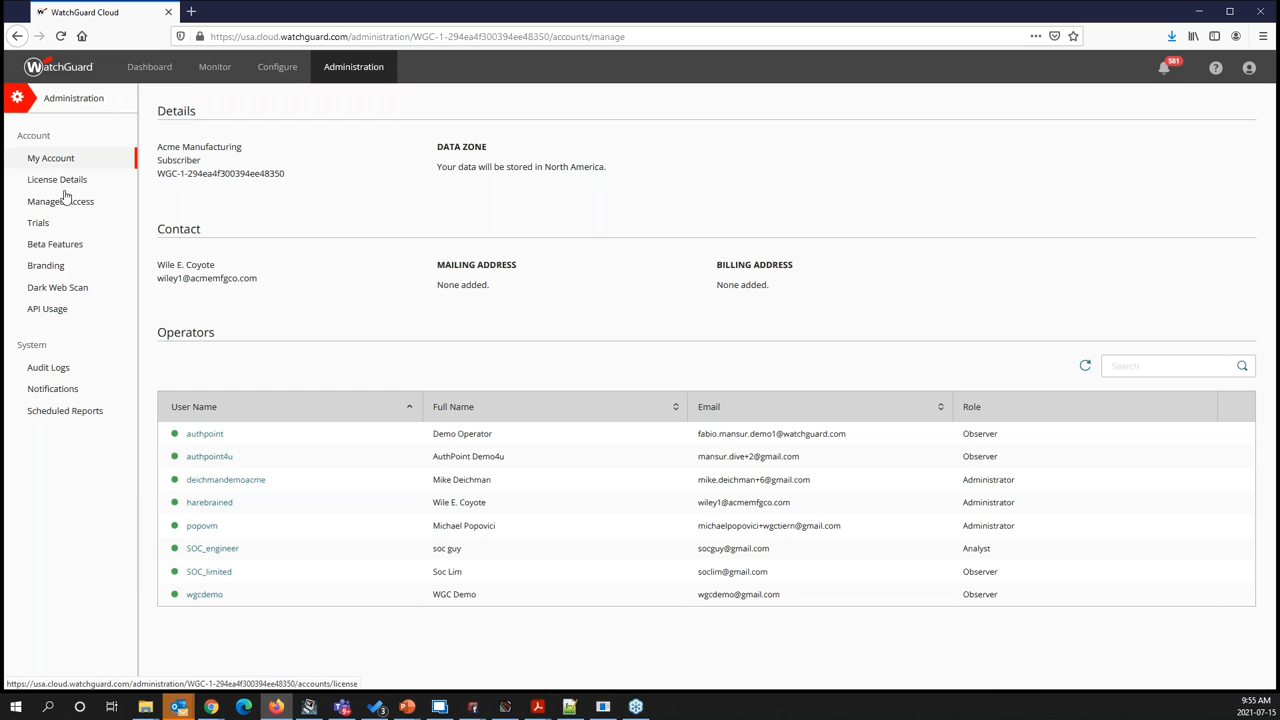 WatchGuard Cloud
https://usa.cloud.watchguard.com/administration/WGC-1-294ea4f300394ee48350/accounts/manage
WATCHGUARD
Dashboard
Monitor
Configure
Administration
581
Administration
Account
My Account
License Details
Managed Access
Trials
Beta Features
Branding
Dark Web Scan
API Usage
System
Audit Logs
Notifications
Scheduled Reports
Details
Acme Manufacturing
Subscriber
WGC-1-294ea4f300394ee48350
DATA ZONE
Your data will be stored in North America.
Contact
Wile E. Coyote
wiley1@acmemfgco.com
MAILING ADDRESS
None added.
BILLING ADDRESS
None added.
Operators
Search
User Name Full Name Email Role
authpoint Demo Operator fabio.mansur.demo1@watchguard.com Observer
authpoint4u AuthPoint Demo4u mansur.dive+2@gmail.com Observer
deichmandemoacme Mike Deichman mike.deichman+6@gmail.com Administrator
harebrained Wile E. Coyote wiley1@acmemfgco.com Administrator
popovm Michael Popovici michaelpopovici+wgctiern@gmail.com Administrator
SOC_engineer soc guy socguy@gmail.com Analyst
SOC_limited Soc Lim soclim@gmail.com Observer
wgcdemo WGC Demo wgcdemo@gmail.com Observer
https://usa.cloud.watchguard.com/administration/WGC-1-294ea4f300394ee48350/accounts/license
9:55 AM
2021-07-15